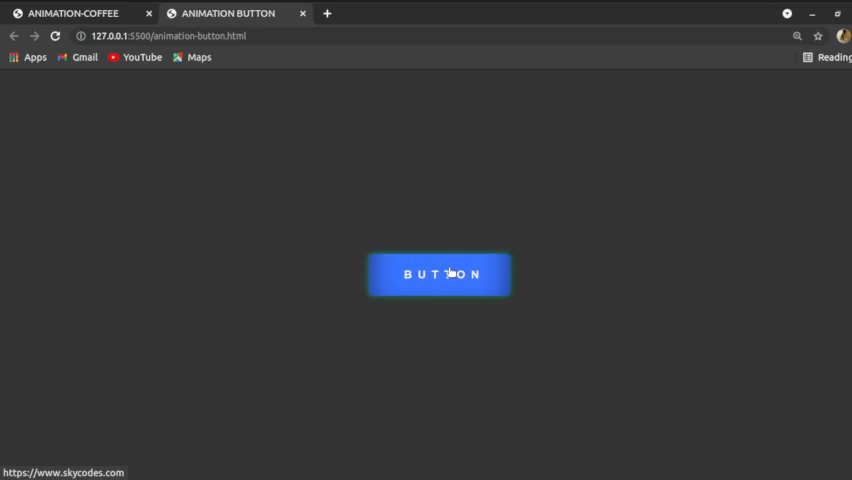 ANIMATION-COFFEE
ANIMATION BUTTON
127.0.0.1:5500/animation-button.html
Apps
Gmail
YouTube
Maps
Reading
BUTTON
https://www.skycodes.com